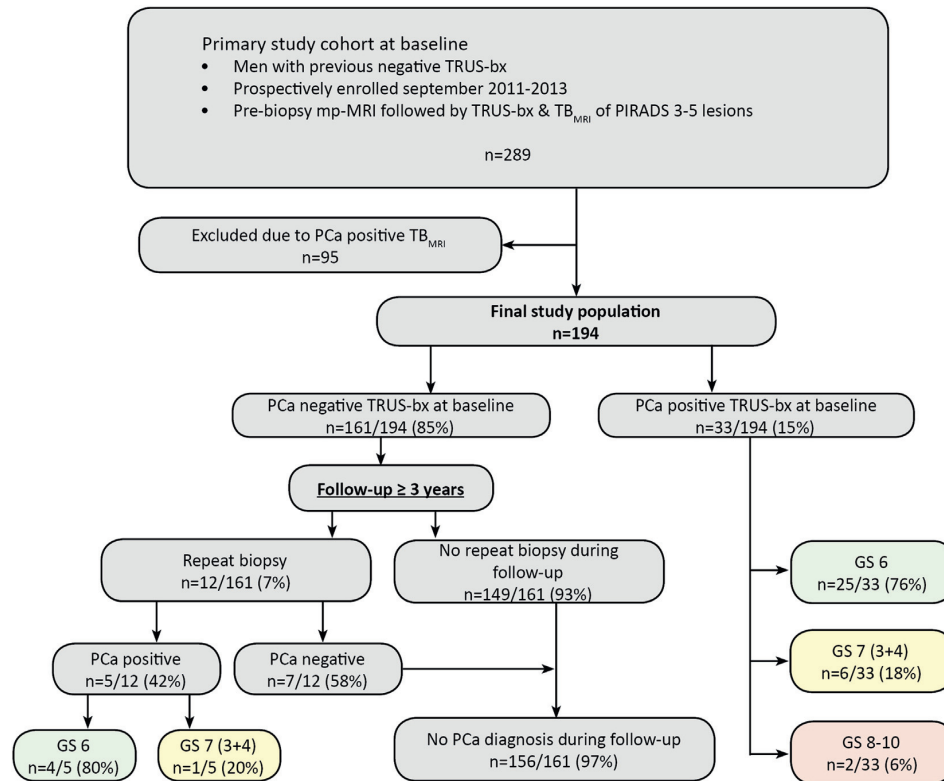 Primary study cohort at baseline
• Men with previous negative TRUS-bx
• Prospectively enrolled september 2011-2013
• Pre-biopsy mp-MRI followed by TRUS-bx & TBMRI of PIRADS 3-5 lesions
n=289
Excluded due to PCa positive TBMRI
n=95
Final study population
n=194
PCa negative TRUS-bx at baseline
n=161/194 (85%)
PCa positive TRUS-bx at baseline
n=33/194 (15%)
Follow-up ≥ 3 years
Repeat biopsy
n=12/161 (7%)
No repeat biopsy during
follow-up
n=149/161 (93%)
GS 6
n=25/33 (76%)
PCa positive
n=5/12 (42%)
PCa negative
n=7/12 (58%)
GS 7 (3+4)
n=6/33 (18%)
GS 6
n=4/5 (80%)
GS 7 (3+4)
n=1/5 (20%)
No PCa diagnosis during follow-up
n=156/161 (97%)
GS 8-10
n=2/33 (6%)